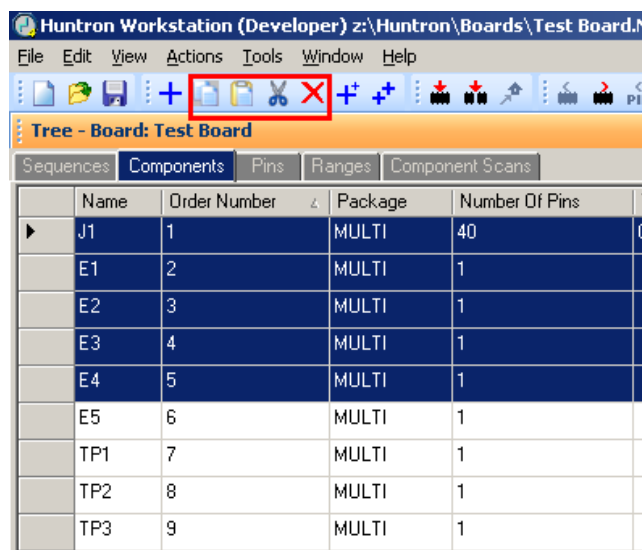 Huntron Workstation (Developer) z:\Huntron\Boards\Test Board.
File Edit View Actions Tools Window Help
Tree - Board: Test Board
Sequences Components Pins Ranges Component Scans
Name Order Number Package Number Of Pins
J1 1 MULTI 40
E1 2 MULTI 1
E2 3 MULTI 1
E3 4 MULTI 1
E4 5 MULTI 1
E5 6 MULTI 1
TP1 7 MULTI 1
TP2 8 MULTI 1
TP3 9 MULTI 1